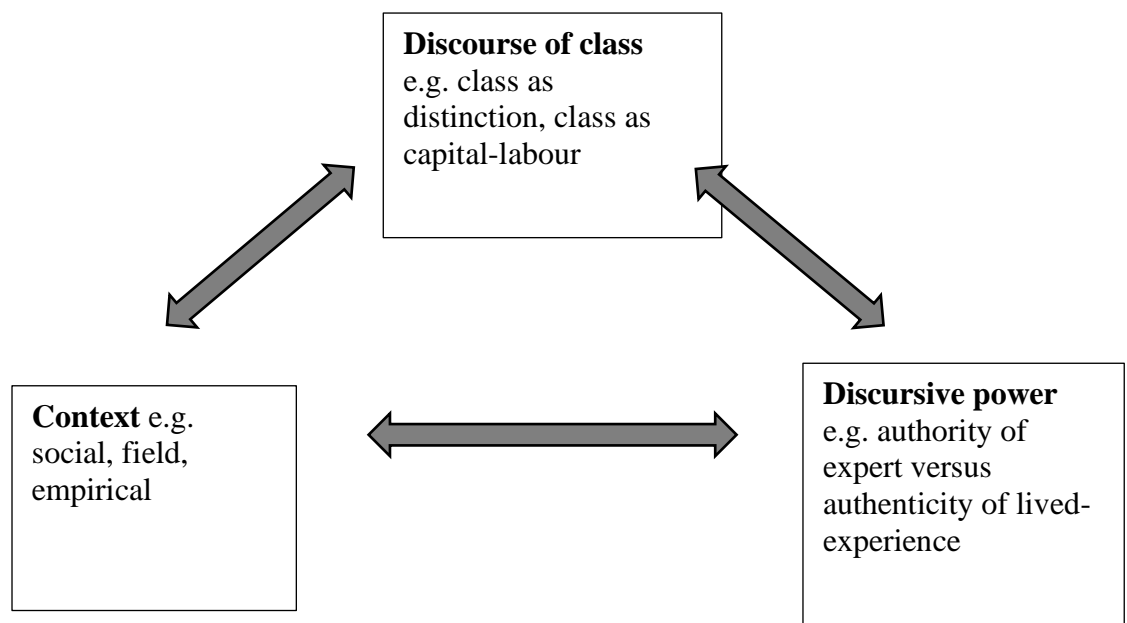 Discourse of class
e.g. class as
distinction, class as
capital-labour
Context e.g.
social, field,
empirical
Discursive power
e.g. authority of
expert versus
authenticity of lived-
experience